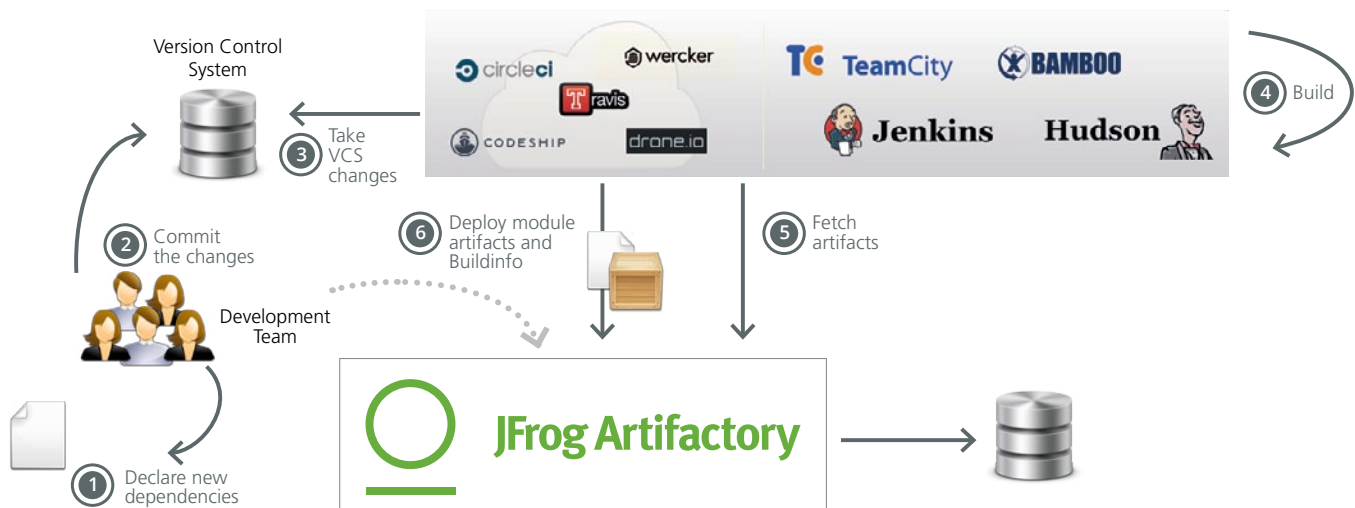 Version Control
System
circleci
wercker
Travis
CODESHIP
drone.io
TC TeamCity
BAMBOO
Jenkins
Hudson
4 Build
3 Take
VCS
changes
2 Commit
the changes
6 Deploy module
artifacts and
Buildinfo
5 Fetch
artifacts
Development
Team
JFrog Artifactory
1 Declare new
dependencies